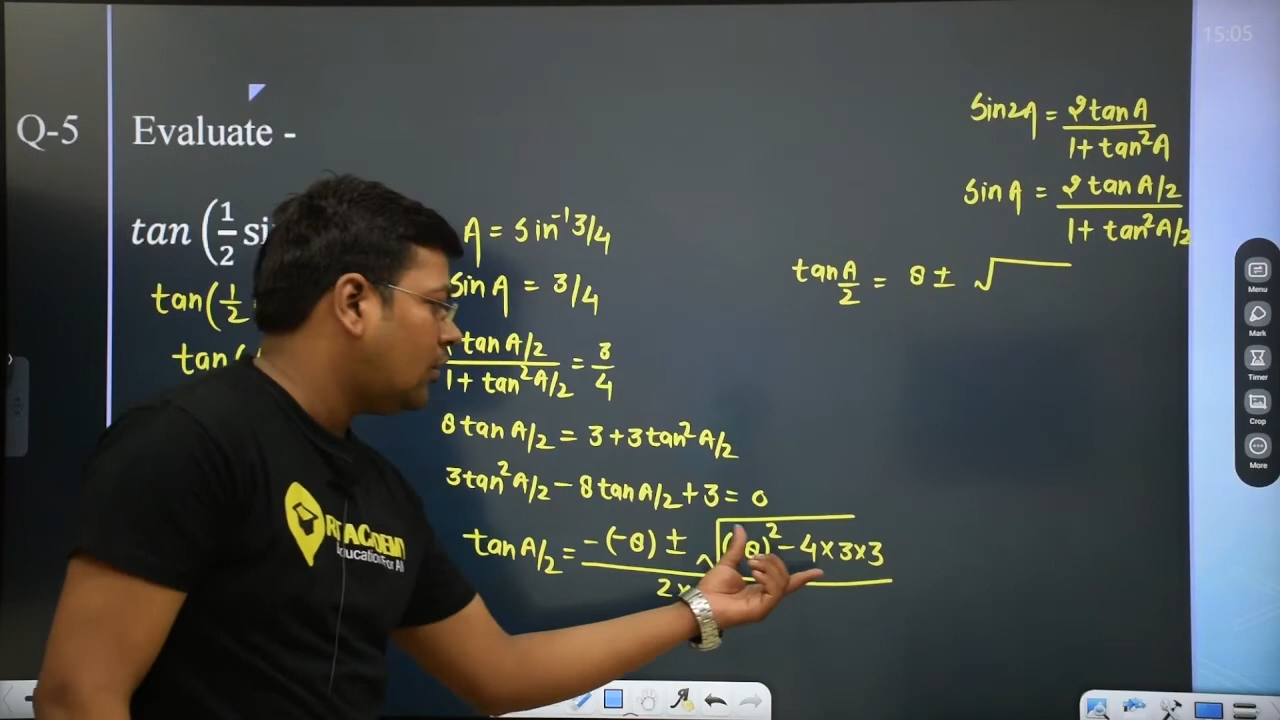 15:05
Q-5 Evaluate -
tan (1/2 si
tan(1/2
tan(
A = sin⁻¹ 3/4
sin A = 3/4
tan A/2 / 1 + tan² A/2 = 3/4
8 tan A/2 = 3 + 3 tan² A/2
3 tan² A/2 − 8 tan A/2 + 3 = 0
tan A/2 = −(−8) ± √(8)² − 4×3×3 / 2×
sin 2A = 2 tan A / 1 + tan² A
sin A = 2 tan A/2 / 1 + tan² A/2
tan A/2 = 8 ± √
Menu
Mark
Timer
Crop
More
ACADEMY
Education For All